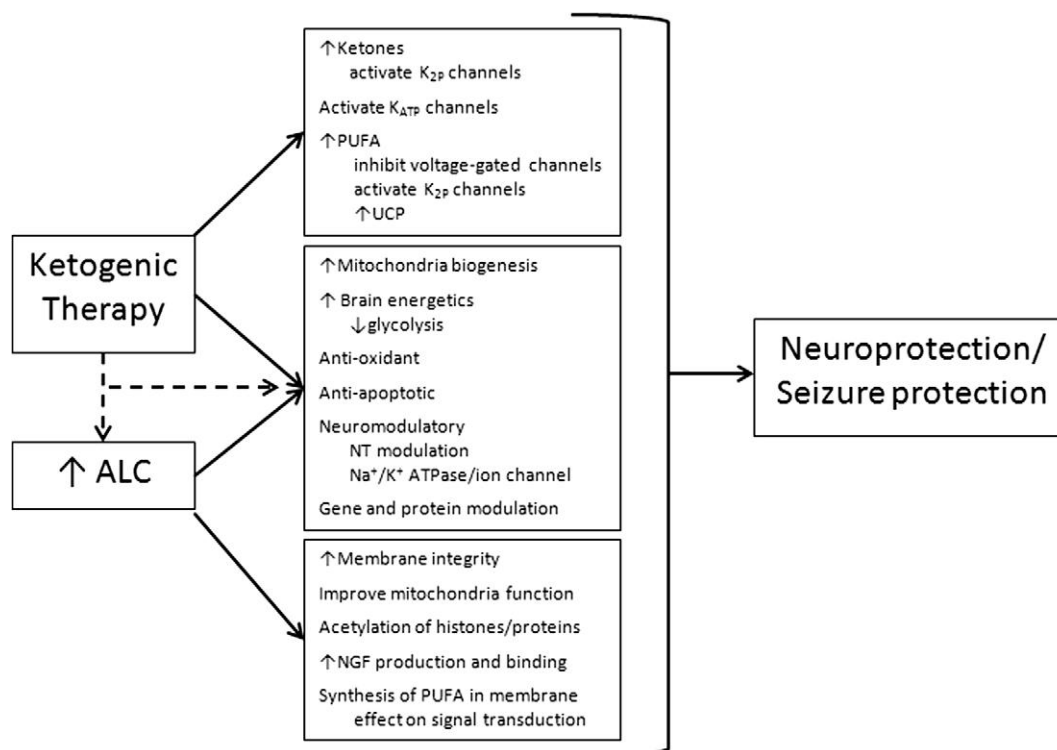 Ketogenic
Therapy
↑ ALC
↑Ketones
activate K₂ₚ channels
Activate Kᴀᴛᴘ channels
↑PUFA
inhibit voltage-gated channels
activate K₂ₚ channels
↑UCP
↑Mitochondria biogenesis
↑ Brain energetics
↓glycolysis
Anti-oxidant
Anti-apoptotic
Neuromodulatory
NT modulation
Na⁺/K⁺ ATPase/ion channel
Gene and protein modulation
↑Membrane integrity
Improve mitochondria function
Acetylation of histones/proteins
↑NGF production and binding
Synthesis of PUFA in membrane
effect on signal transduction
Neuroprotection/
Seizure protection